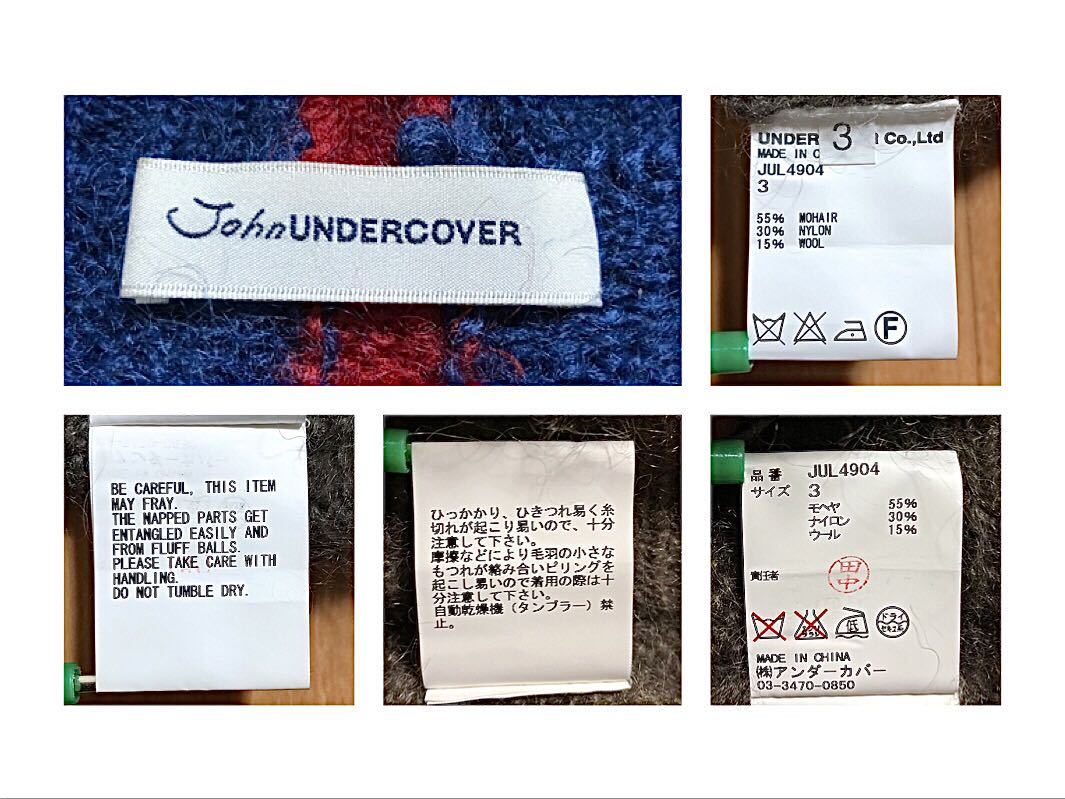 John UNDERCOVER
UNDER 3 Co.,Ltd
MADE IN C
JUL4904
3
55% MOHAIR
30% NYLON
15% WOOL
F
BE CAREFUL, THIS ITEM
MAY FRAY.
THE NAPPED PARTS GET
ENTANGLED EASILY AND
FROM FLUFF BALLS.
PLEASE TAKE CARE WITH
HANDLING.
DO NOT TUMBLE DRY.
ひっかかり、ひきつれ易く糸
切れが起こり易いので、十分
注意して下さい。
摩擦などにより毛羽の小さな
もつれが絡み合いピリングを
起こし易いので着用の際は十
分注意して下さい。
自動乾燥機（タンブラー）禁
止。
品番 JUL4904
サイズ 3
モヘヤ 55%
ナイロン 30%
ウール 15%
責任者 田中
低 ドライ セキユ系
MADE IN CHINA
㈱アンダーカバー
03-3470-0850